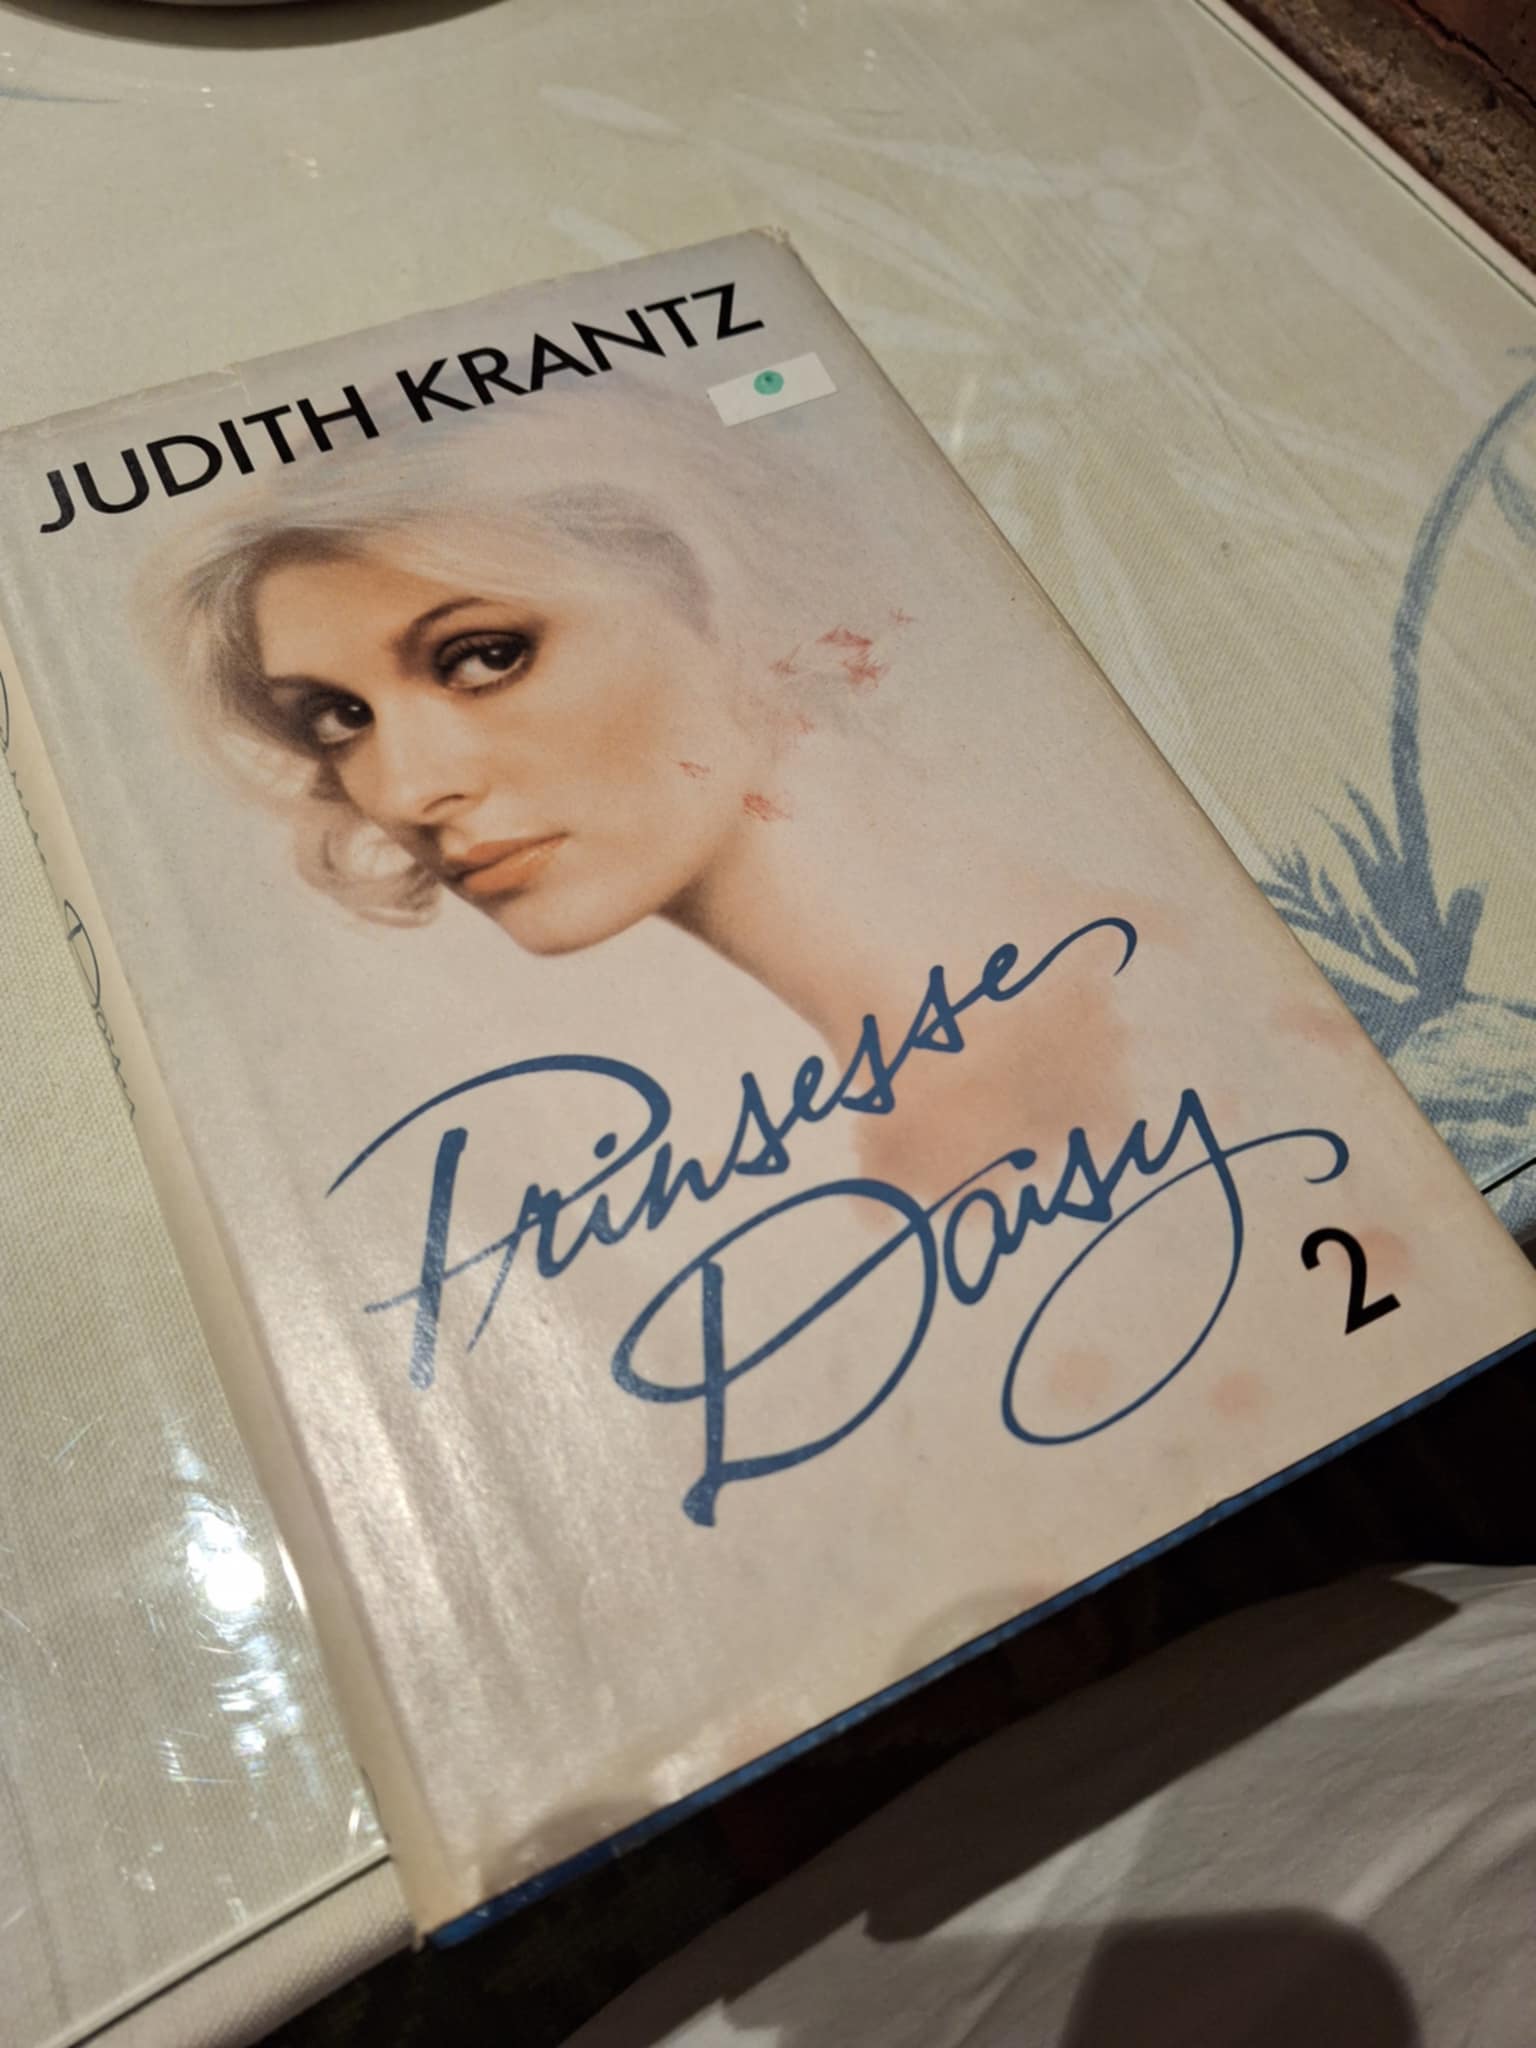 JUDITH KRANTZ
Prinsesse
Daisy
2